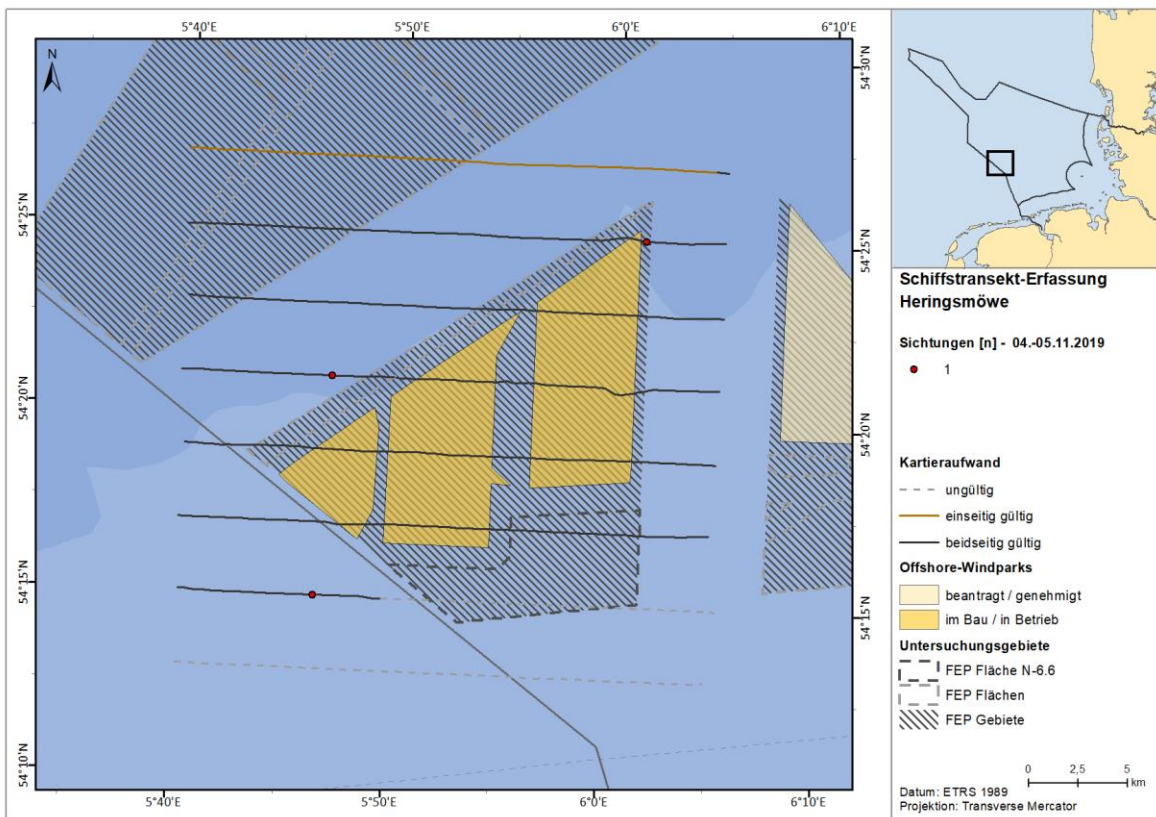 5°40'E 5°50'E 6°0'E 6°10'E
N
54°30'N
54°25'N
54°25'N
54°20'N
54°20'N
54°15'N
54°15'N
54°10'N
5°40'E 5°50'E 6°0'E 6°10'E
Schiffstransekt-Erfassung
Heringsmöwe
Sichtungen [n] - 04.-05.11.2019
1
Kartieraufwand
ungültig
einseitig gültig
beidseitig gültig
Offshore-Windparks
beantragt / genehmigt
im Bau / in Betrieb
Untersuchungsgebiete
FEP Fläche N-6.6
FEP Flächen
FEP Gebiete
0 2,5 5
km
Datum: ETRS 1989
Projektion: Transverse Mercator